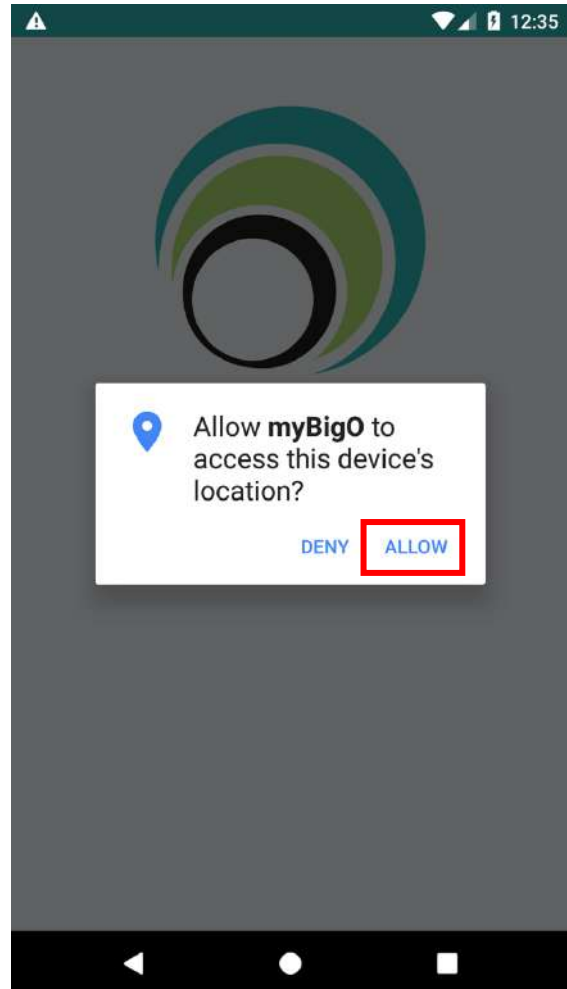 12:35
Allow myBigO to
access this device's
location?
DENY ALLOW